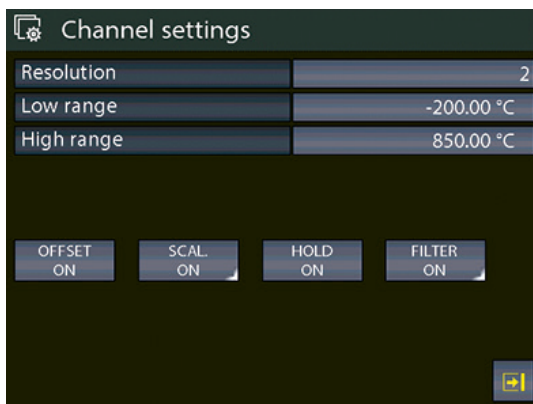 Channel settings
Resolution 2
Low range -200.00 °C
High range 850.00 °C
OFFSET SCAL. HOLD FILTER
ON ON ON ON